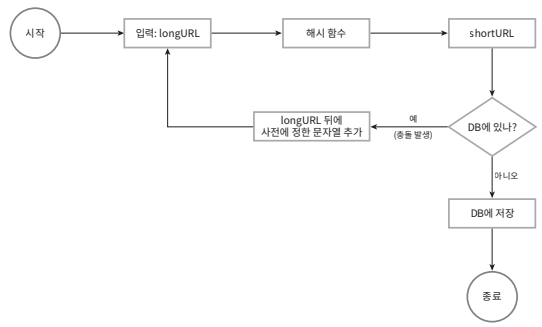 시작
입력: longURL
해시 함수
shortURL
longURL 뒤에
사전에 정한 문자열 추가
예
(충돌 발생)
DB에 있나?
아니오
DB에 저장
종료